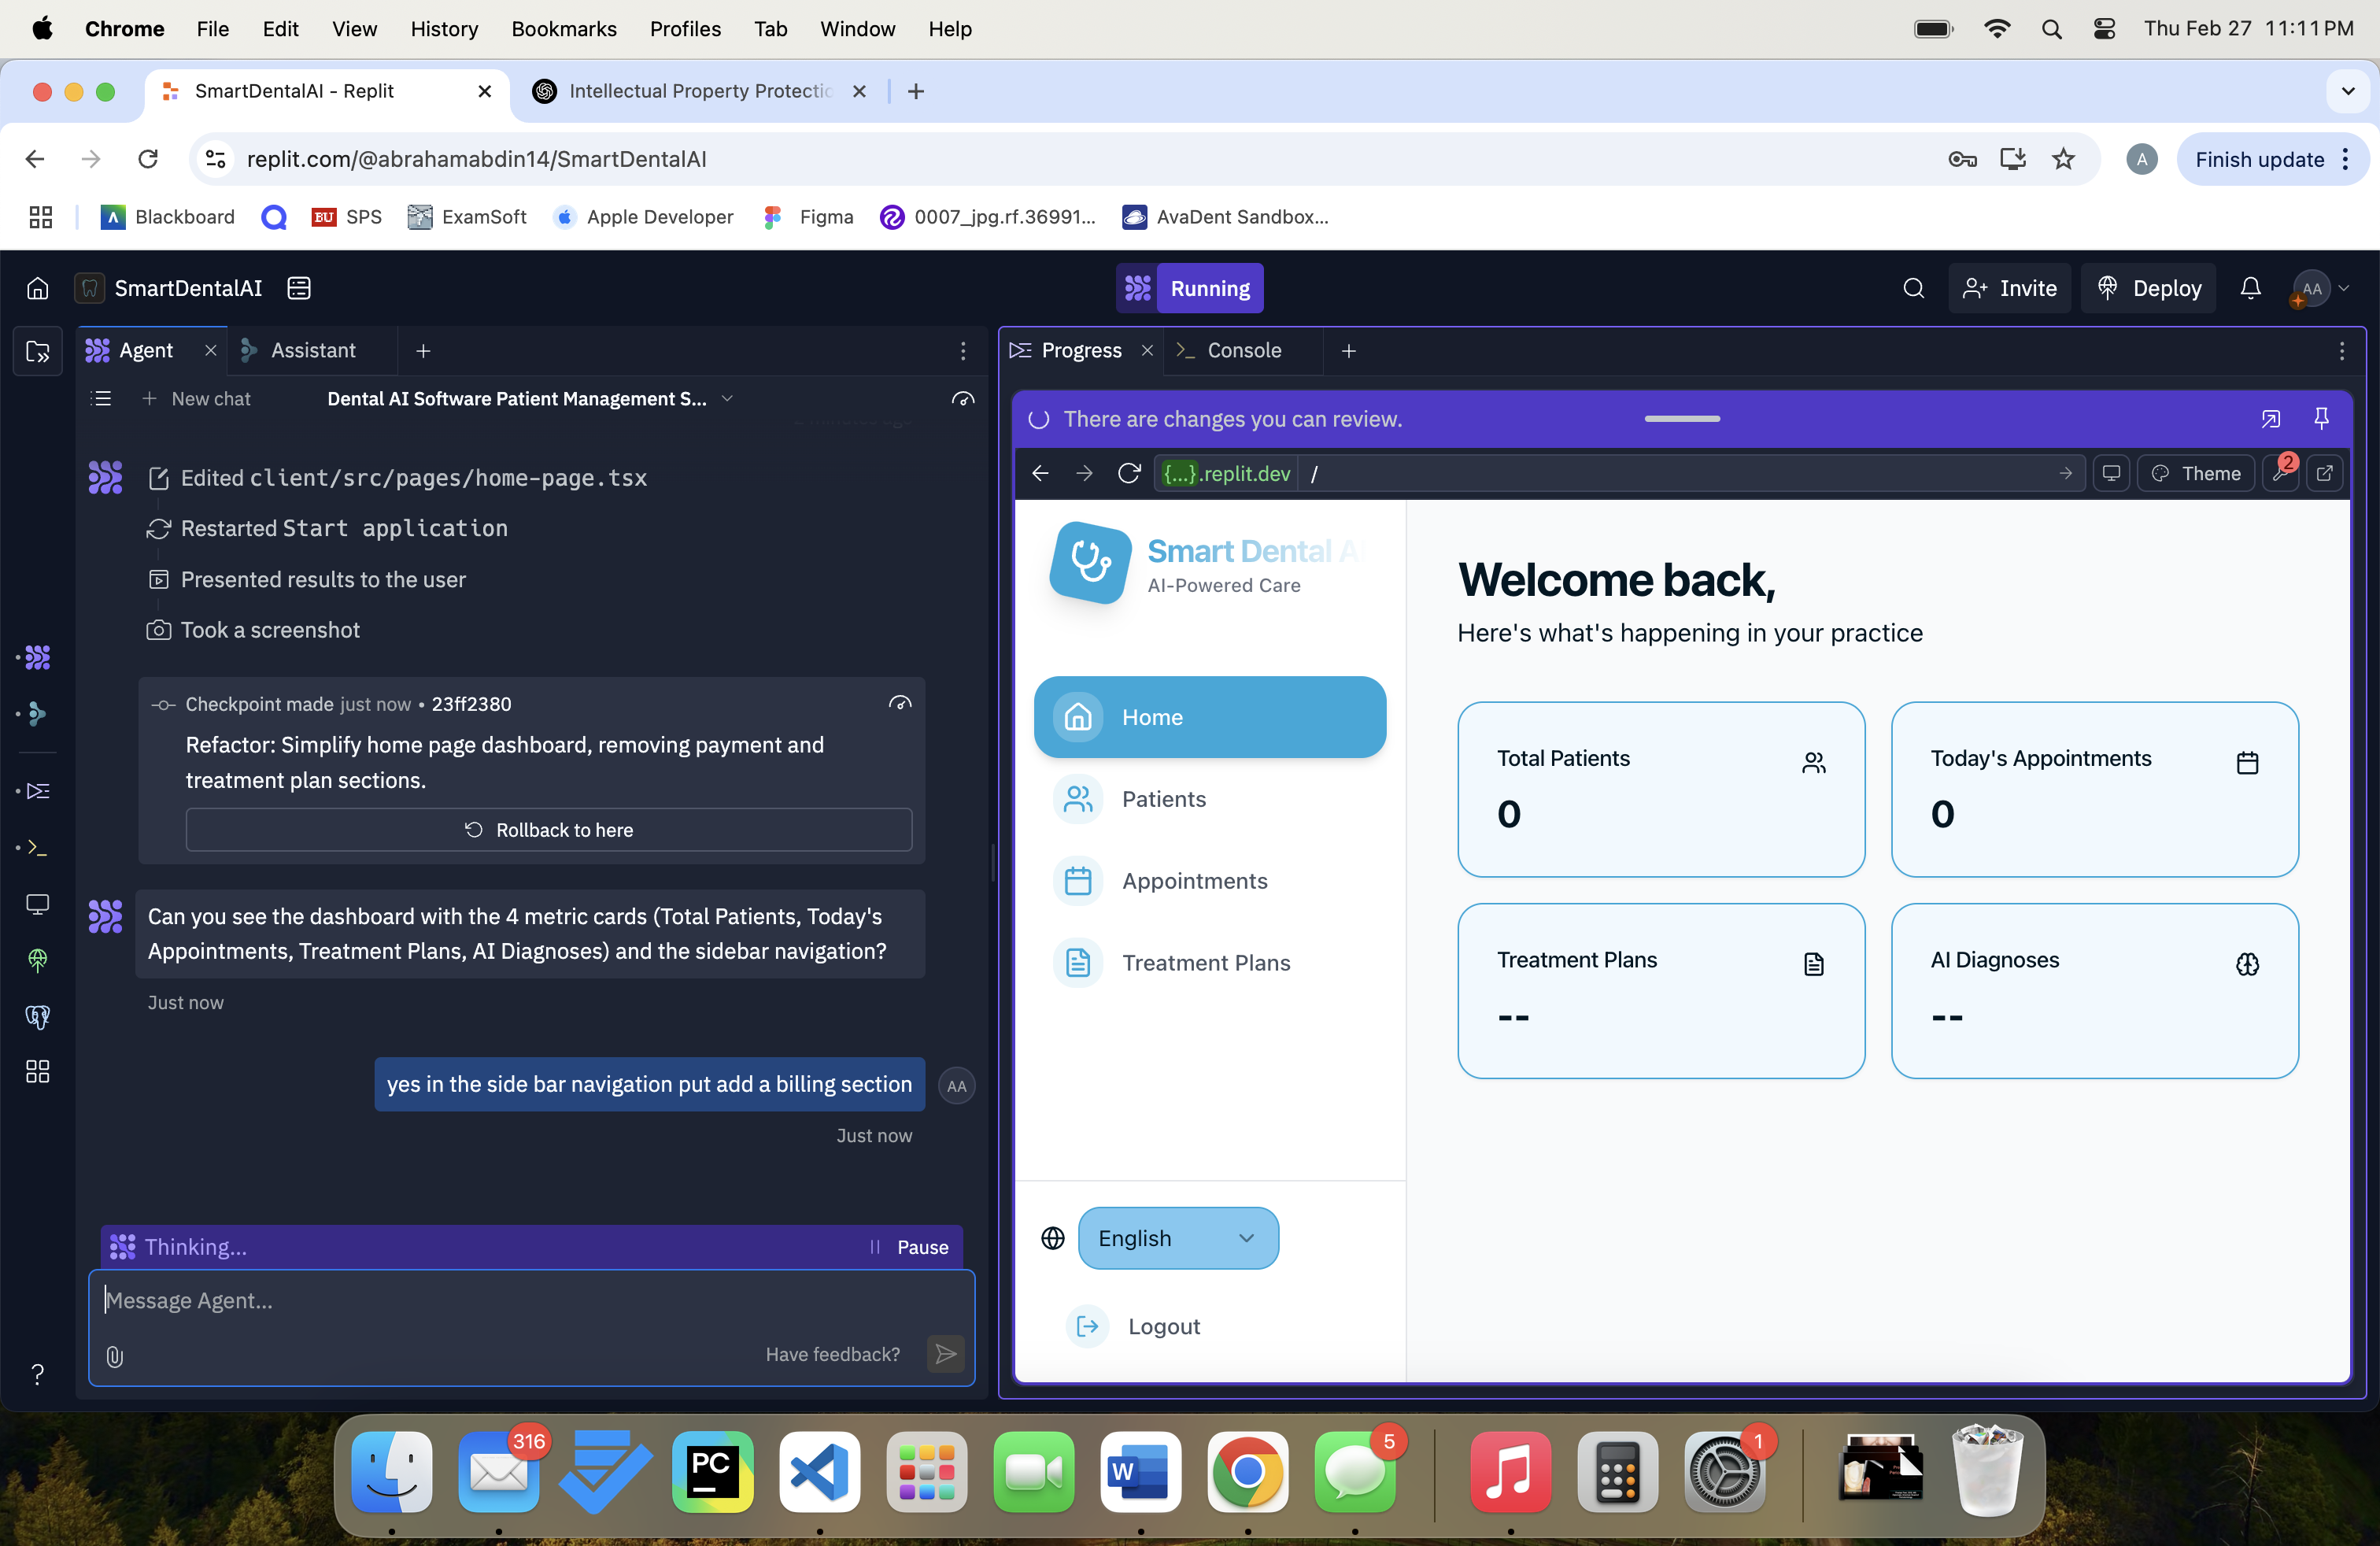 Chrome File Edit View History Bookmarks Profiles Tab Window Help Thu Feb 27 11:11 PM
SmartDentalAI - Replit Intellectual Property Protectic
replit.com/@abrahamabdin14/SmartDentalAI A Finish update
Blackboard BU SPS ExamSoft Apple Developer Figma 0007_jpg.rf.36991... AvaDent Sandbox...
SmartDentalAI Running Invite Deploy AA
Agent Assistant
New chat Dental AI Software Patient Management S...
Edited client/src/pages/home-page.tsx
Restarted Start application
Presented results to the user
Took a screenshot
Checkpoint made just now • 23ff2380
Refactor: Simplify home page dashboard, removing payment and
treatment plan sections.
Rollback to here
Can you see the dashboard with the 4 metric cards (Total Patients, Today's
Appointments, Treatment Plans, AI Diagnoses) and the sidebar navigation?
Just now
yes in the side bar navigation put add a billing section AA
Just now
Thinking... Pause
Message Agent...
Have feedback?
?
Progress Console
There are changes you can review.
{...}.replit.dev / Theme 2
Smart Dental A
AI-Powered Care
Home
Patients
Appointments
Treatment Plans
English
Logout
Welcome back,
Here's what's happening in your practice
Total Patients
0
Today's Appointments
0
Treatment Plans
--
AI Diagnoses
--
316 PC W 5 1